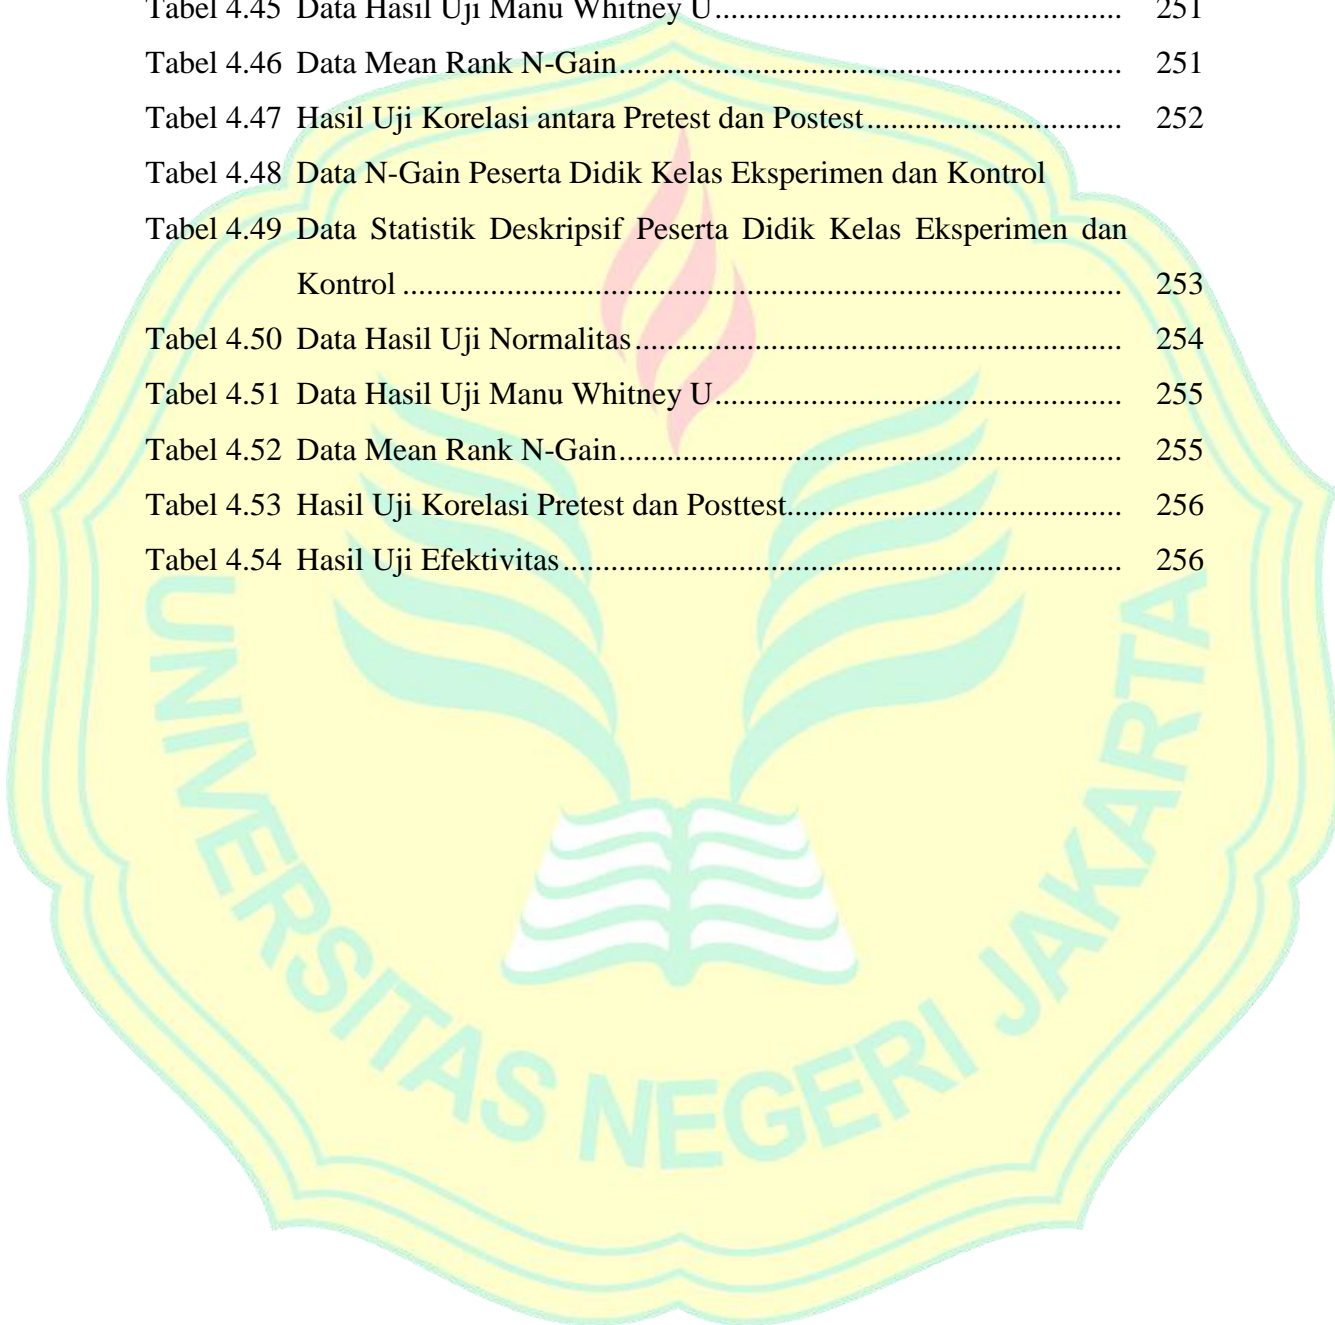 Tabel 4.45 Data Hasil Uji Manu Whitney U................................................... 251
Tabel 4.46 Data Mean Rank N-Gain............................................................... 251
Tabel 4.47 Hasil Uji Korelasi antara Pretest dan Postest................................ 252
Tabel 4.48 Data N-Gain Peserta Didik Kelas Eksperimen dan Kontrol
Tabel 4.49 Data Statistik Deskripsif Peserta Didik Kelas Eksperimen dan
Kontrol .......................................................................................... 253
Tabel 4.50 Data Hasil Uji Normalitas............................................................. 254
Tabel 4.51 Data Hasil Uji Manu Whitney U................................................... 255
Tabel 4.52 Data Mean Rank N-Gain............................................................... 255
Tabel 4.53 Hasil Uji Korelasi Pretest dan Posttest.......................................... 256
Tabel 4.54 Hasil Uji Efektivitas...................................................................... 256
UNIVERSITAS NEGERI JAKARTA